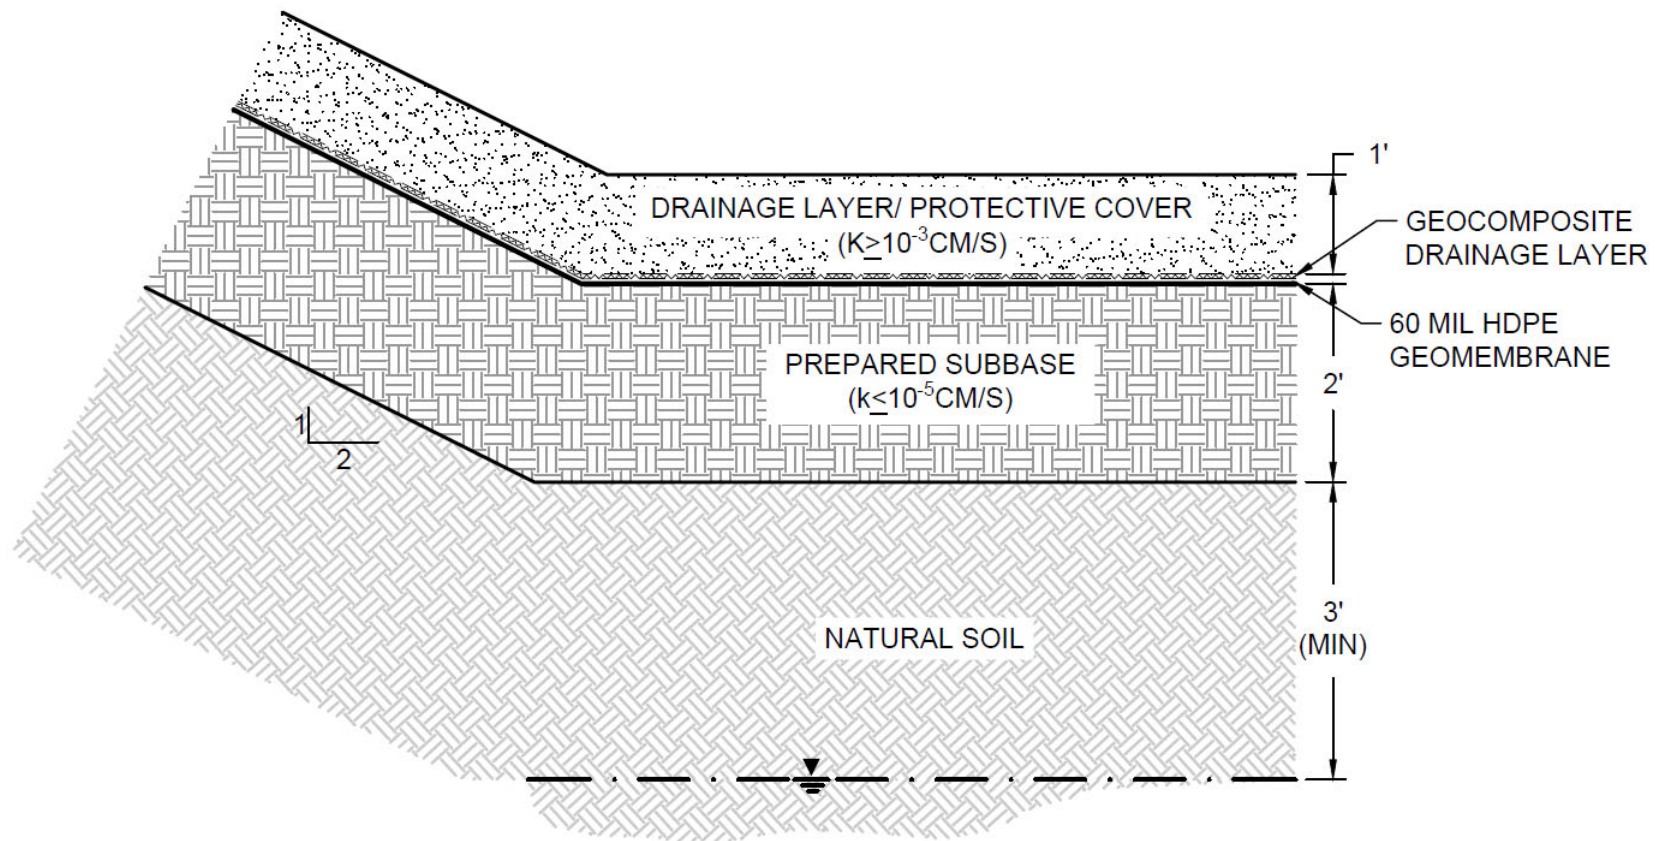 1'
DRAINAGE LAYER/ PROTECTIVE COVER
(K≥10⁻³CM/S)
GEOCOMPOSITE
DRAINAGE LAYER
60 MIL HDPE
GEOMEMBRANE
PREPARED SUBBASE
(k≤10⁻⁵CM/S)
2'
1
2
3'
(MIN)
NATURAL SOIL